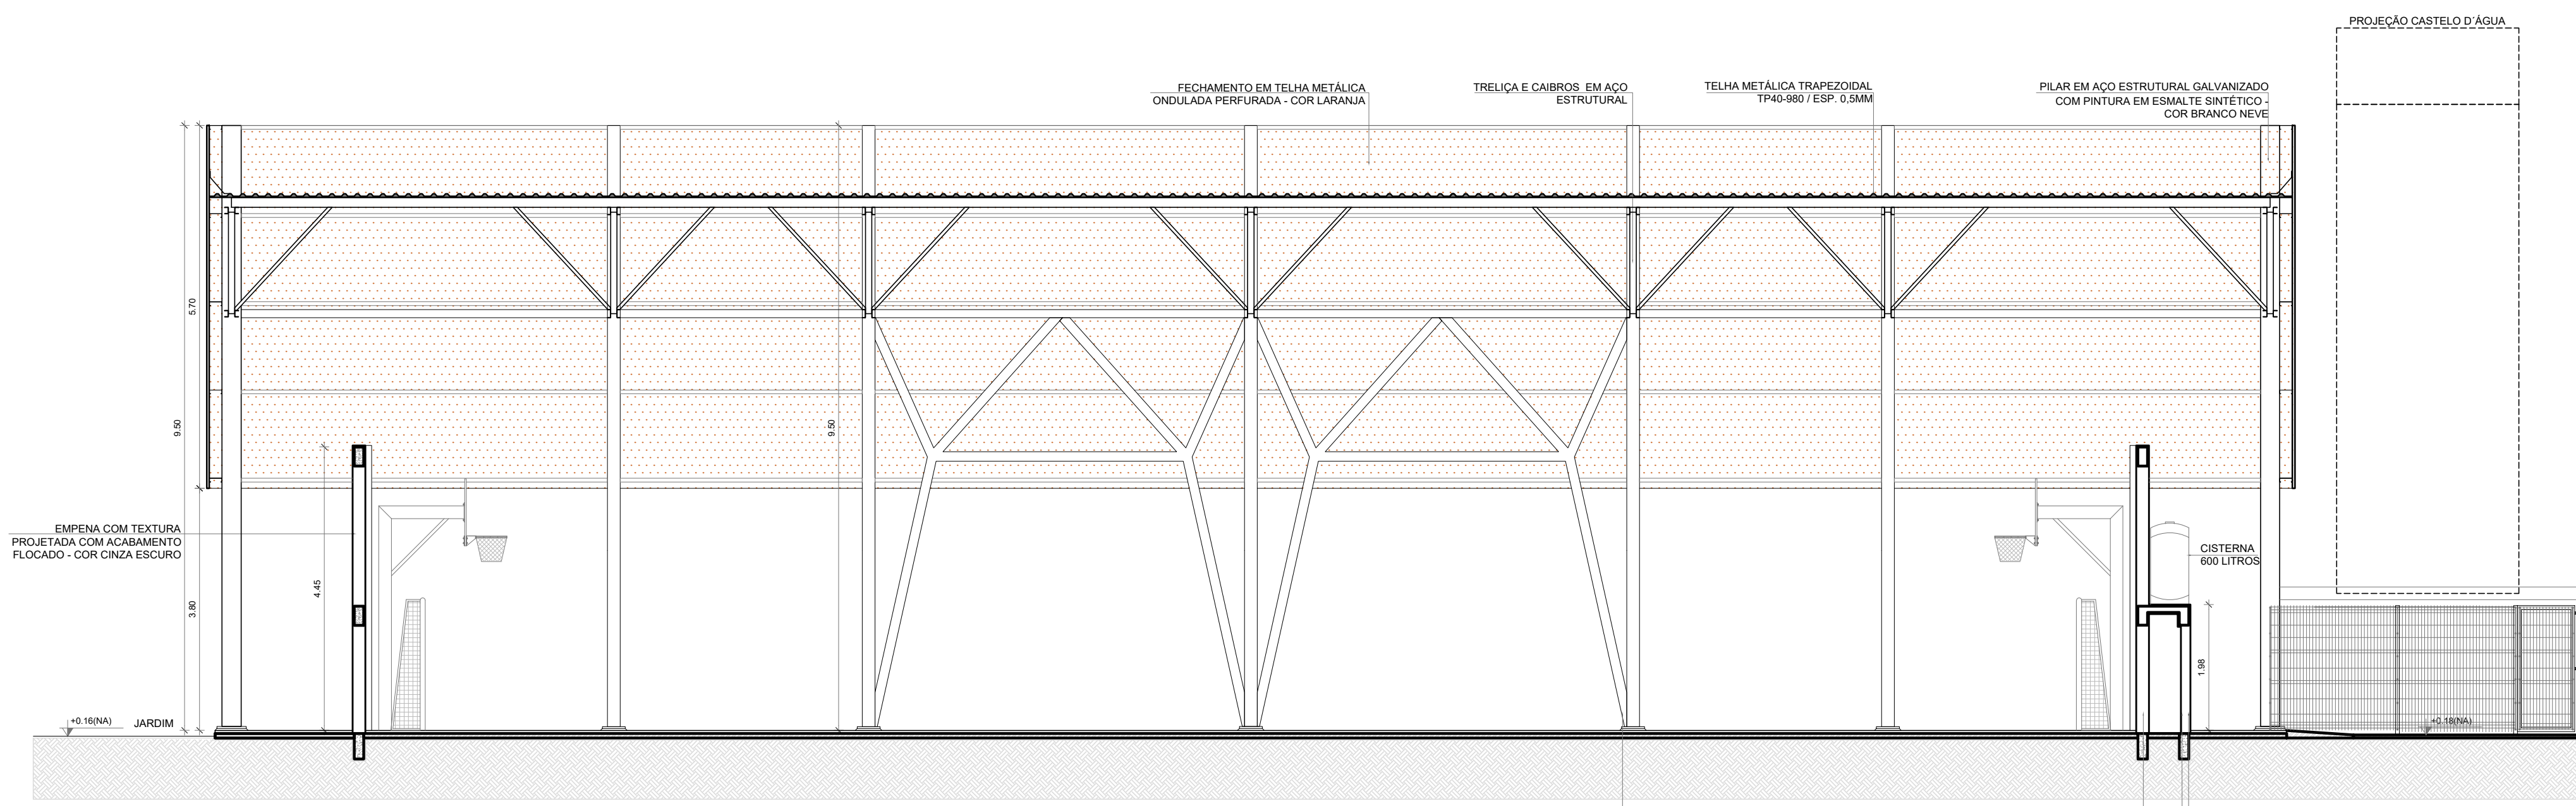 PROJEÇÃO CASTELO D´ÁGUA
FECHAMENTO EM TELHA METÁLICA
ONDULADA PERFURADA - COR LARANJA
TRELIÇA E CAIBROS EM AÇO
ESTRUTURAL
TELHA METÁLICA TRAPEZOIDAL
TP40-980 / ESP. 0,5MM
PILAR EM AÇO ESTRUTURAL GALVANIZADO
COM PINTURA EM ESMALTE SINTÉTICO -
COR BRANCO NEVE
5.70
9.50
9.50
EMPENA COM TEXTURA
PROJETADA COM ACABAMENTO
FLOCADO - COR CINZA ESCURO
CISTERNA
600 LITROS
4.45
3.80
1.98
+0.16(NA)
JARDIM
+0.18(NA)